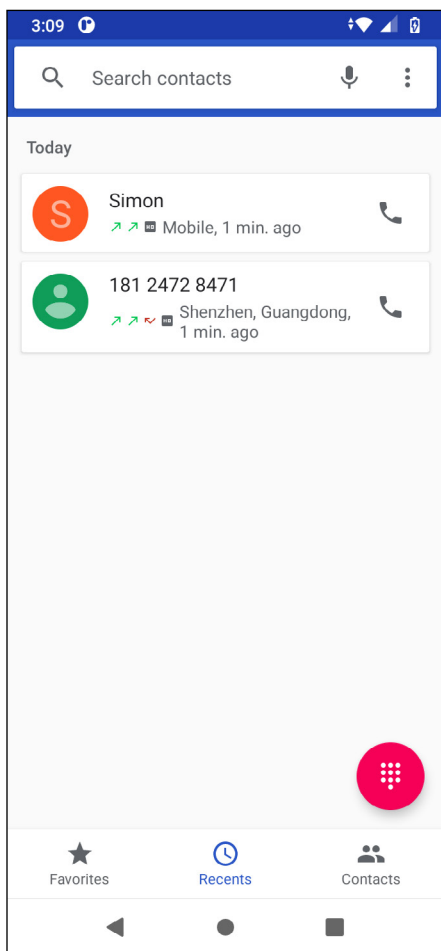 3:09
Search contacts
Today
S
Simon
Mobile, 1 min. ago
181 2472 8471
Shenzhen, Guangdong,
1 min. ago
Favorites
Recents
Contacts